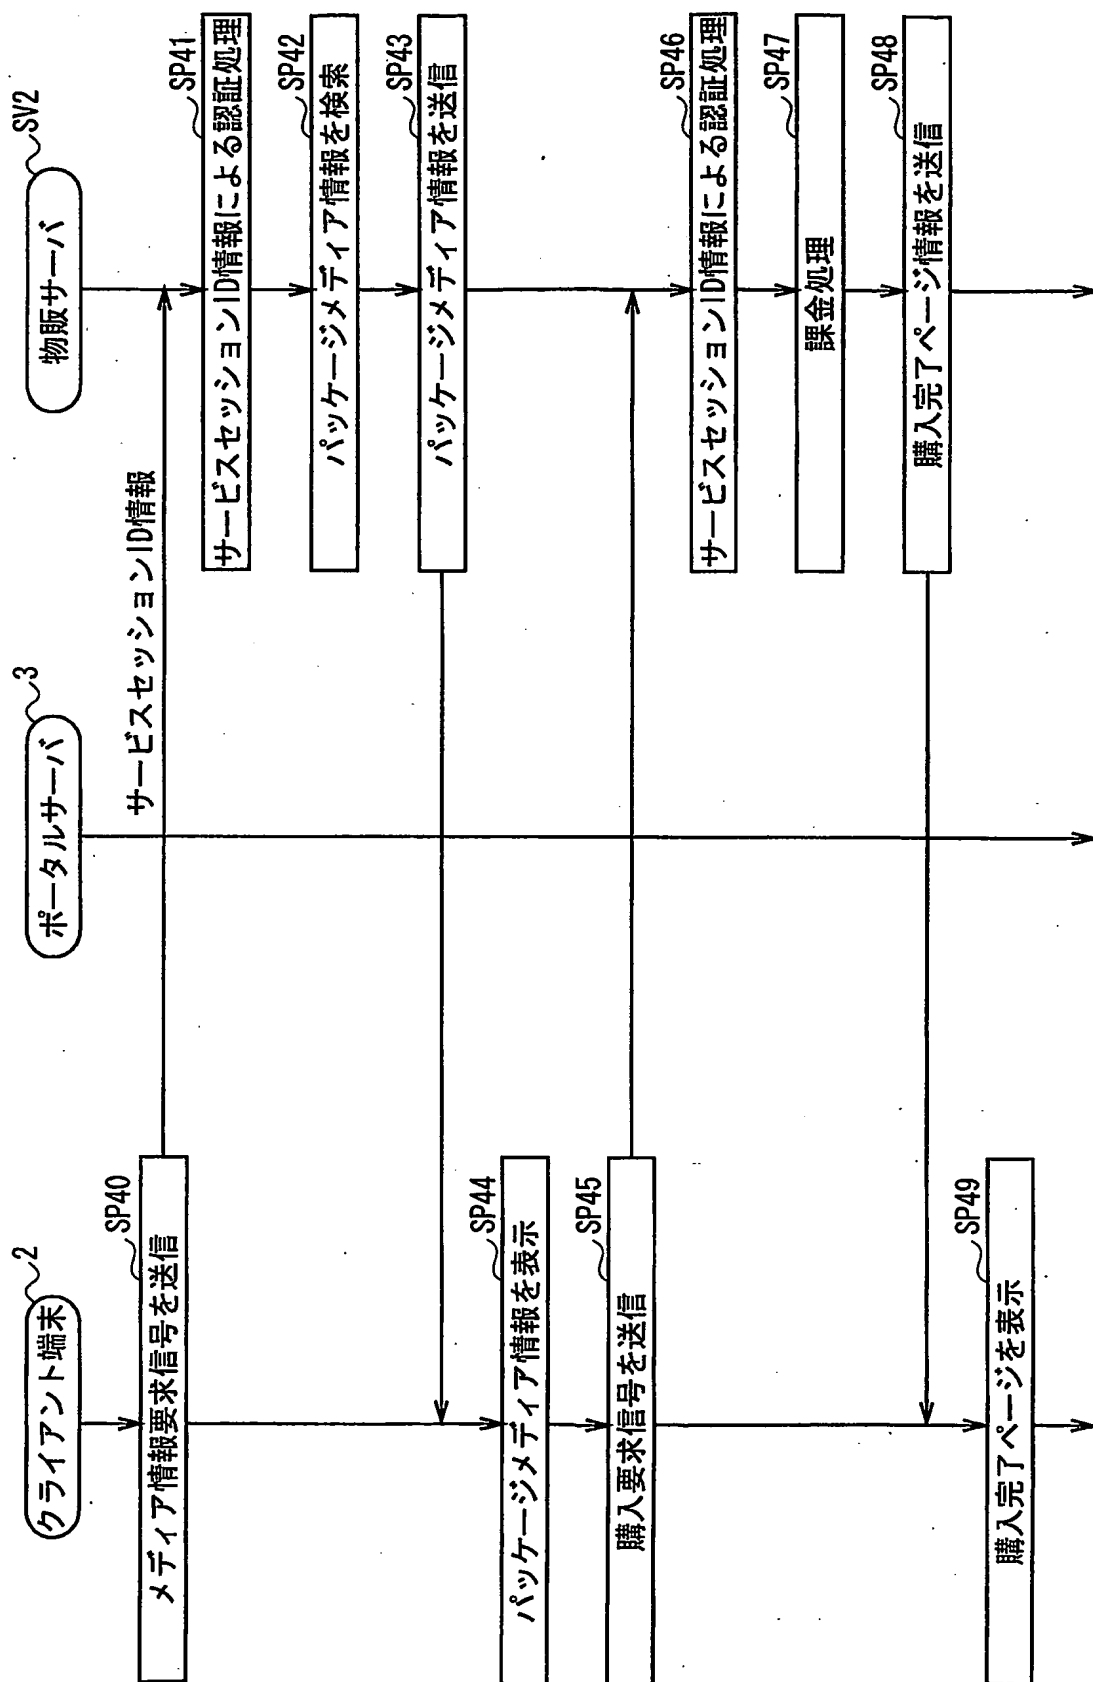 クライアント端末
2
ポータルサーバ
3
物販サーバ
SV2
メディア情報要求信号を送信
SP40
サービスセッションID情報
サービスセッションID情報による認証処理
SP41
パッケージメディア情報を検索
SP42
パッケージメディア情報を送信
SP43
パッケージメディア情報を表示
SP44
購入要求信号を送信
SP45
サービスセッションID情報による認証処理
SP46
課金処理
SP47
購入完了ページ情報を送信
SP48
購入完了ページを表示
SP49